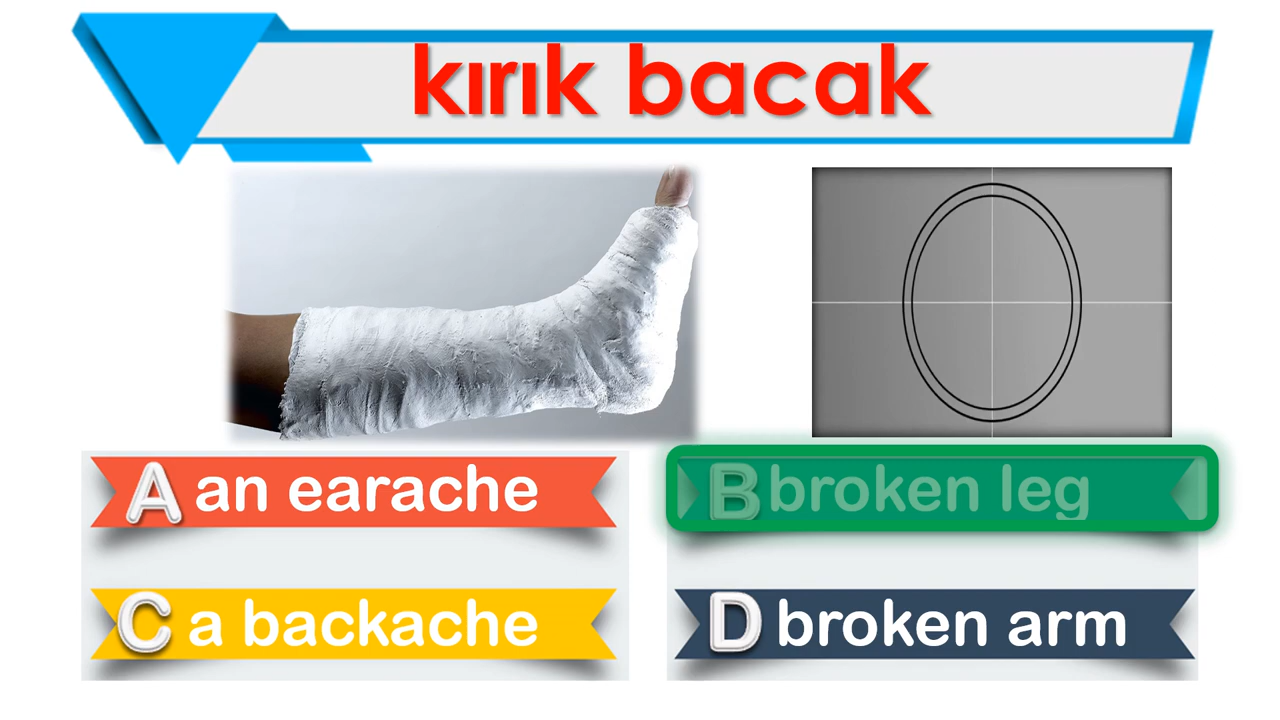 kırık bacak
A an earache
B broken leg
C a backache
D broken arm